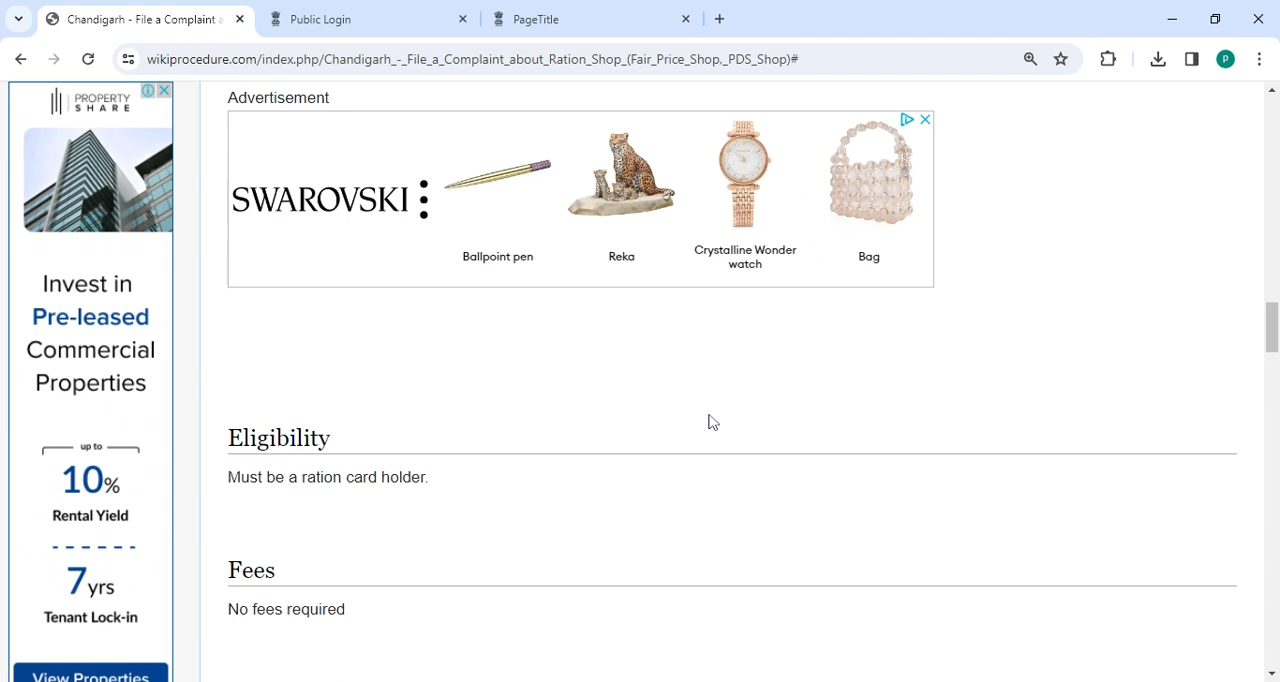 Chandigarh - File a Complaint a
Public Login
PageTitle
wikiprocedure.com/index.php/Chandigarh_-_File_a_Complaint_about_Ration_Shop_(Fair_Price_Shop,_PDS_Shop)#
P
PROPERTY
SHARE
Invest in
Pre-leased
Commercial
Properties
up to
10%
Rental Yield
7yrs
Tenant Lock-in
View Properties
Advertisement
SWAROVSKI
Ballpoint pen
Reka
Crystalline Wonder
watch
Bag
Eligibility
Must be a ration card holder.
Fees
No fees required